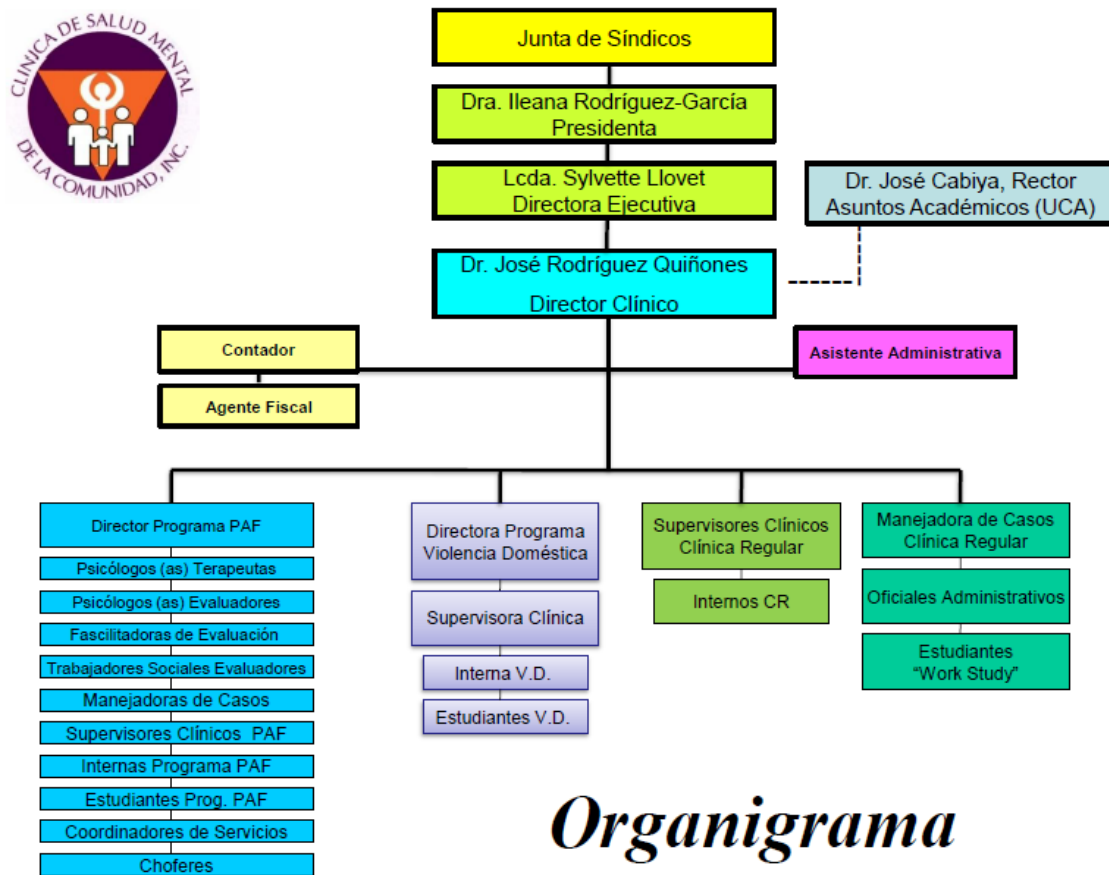 CLINICA DE SALUD MENTAL
DE LA COMUNIDAD, INC.
Junta de Síndicos
Dra. Ileana Rodríguez-García
Presidenta
Lcda. Sylvette Llovet
Directora Ejecutiva
Dr. José Cabiya, Rector
Asuntos Académicos (UCA)
Dr. José Rodríguez Quiñones
Director Clínico
Contador
Asistente Administrativa
Agente Fiscal
Director Programa PAF
Psicólogos (as) Terapeutas
Psicólogos (as) Evaluadores
Fascilitadoras de Evaluación
Trabajadores Sociales Evaluadores
Manejadoras de Casos
Supervisores Clínicos PAF
Internas Programa PAF
Estudiantes Prog. PAF
Coordinadores de Servicios
Choferes
Directora Programa
Violencia Doméstica
Supervisora Clínica
Interna V.D.
Estudiantes V.D.
Supervisores Clínicos
Clínica Regular
Internos CR
Manejadora de Casos
Clínica Regular
Oficiales Administrativos
Estudiantes
“Work Study”
Organigrama